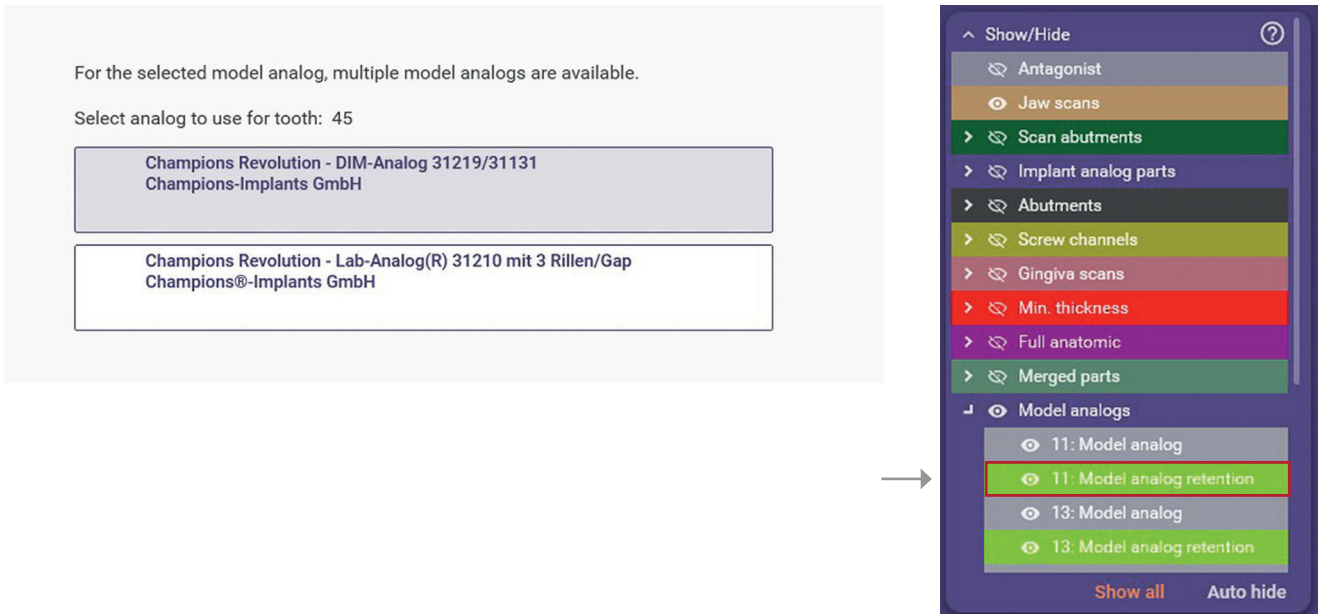 For the selected model analog, multiple model analogs are available.
Select analog to use for tooth: 45
Champions Revolution - DIM-Analog 31219/31131
Champions-Implants GmbH
Champions Revolution - Lab-Analog(R) 31210 mit 3 Rillen/Gap
Champions®-Implants GmbH
Show/Hide
Antagonist
Jaw scans
Scan abutments
Implant analog parts
Abutments
Screw channels
Gingiva scans
Min. thickness
Full anatomic
Merged parts
Model analogs
11: Model analog
11: Model analog retention
13: Model analog
13: Model analog retention
Show all Auto hide